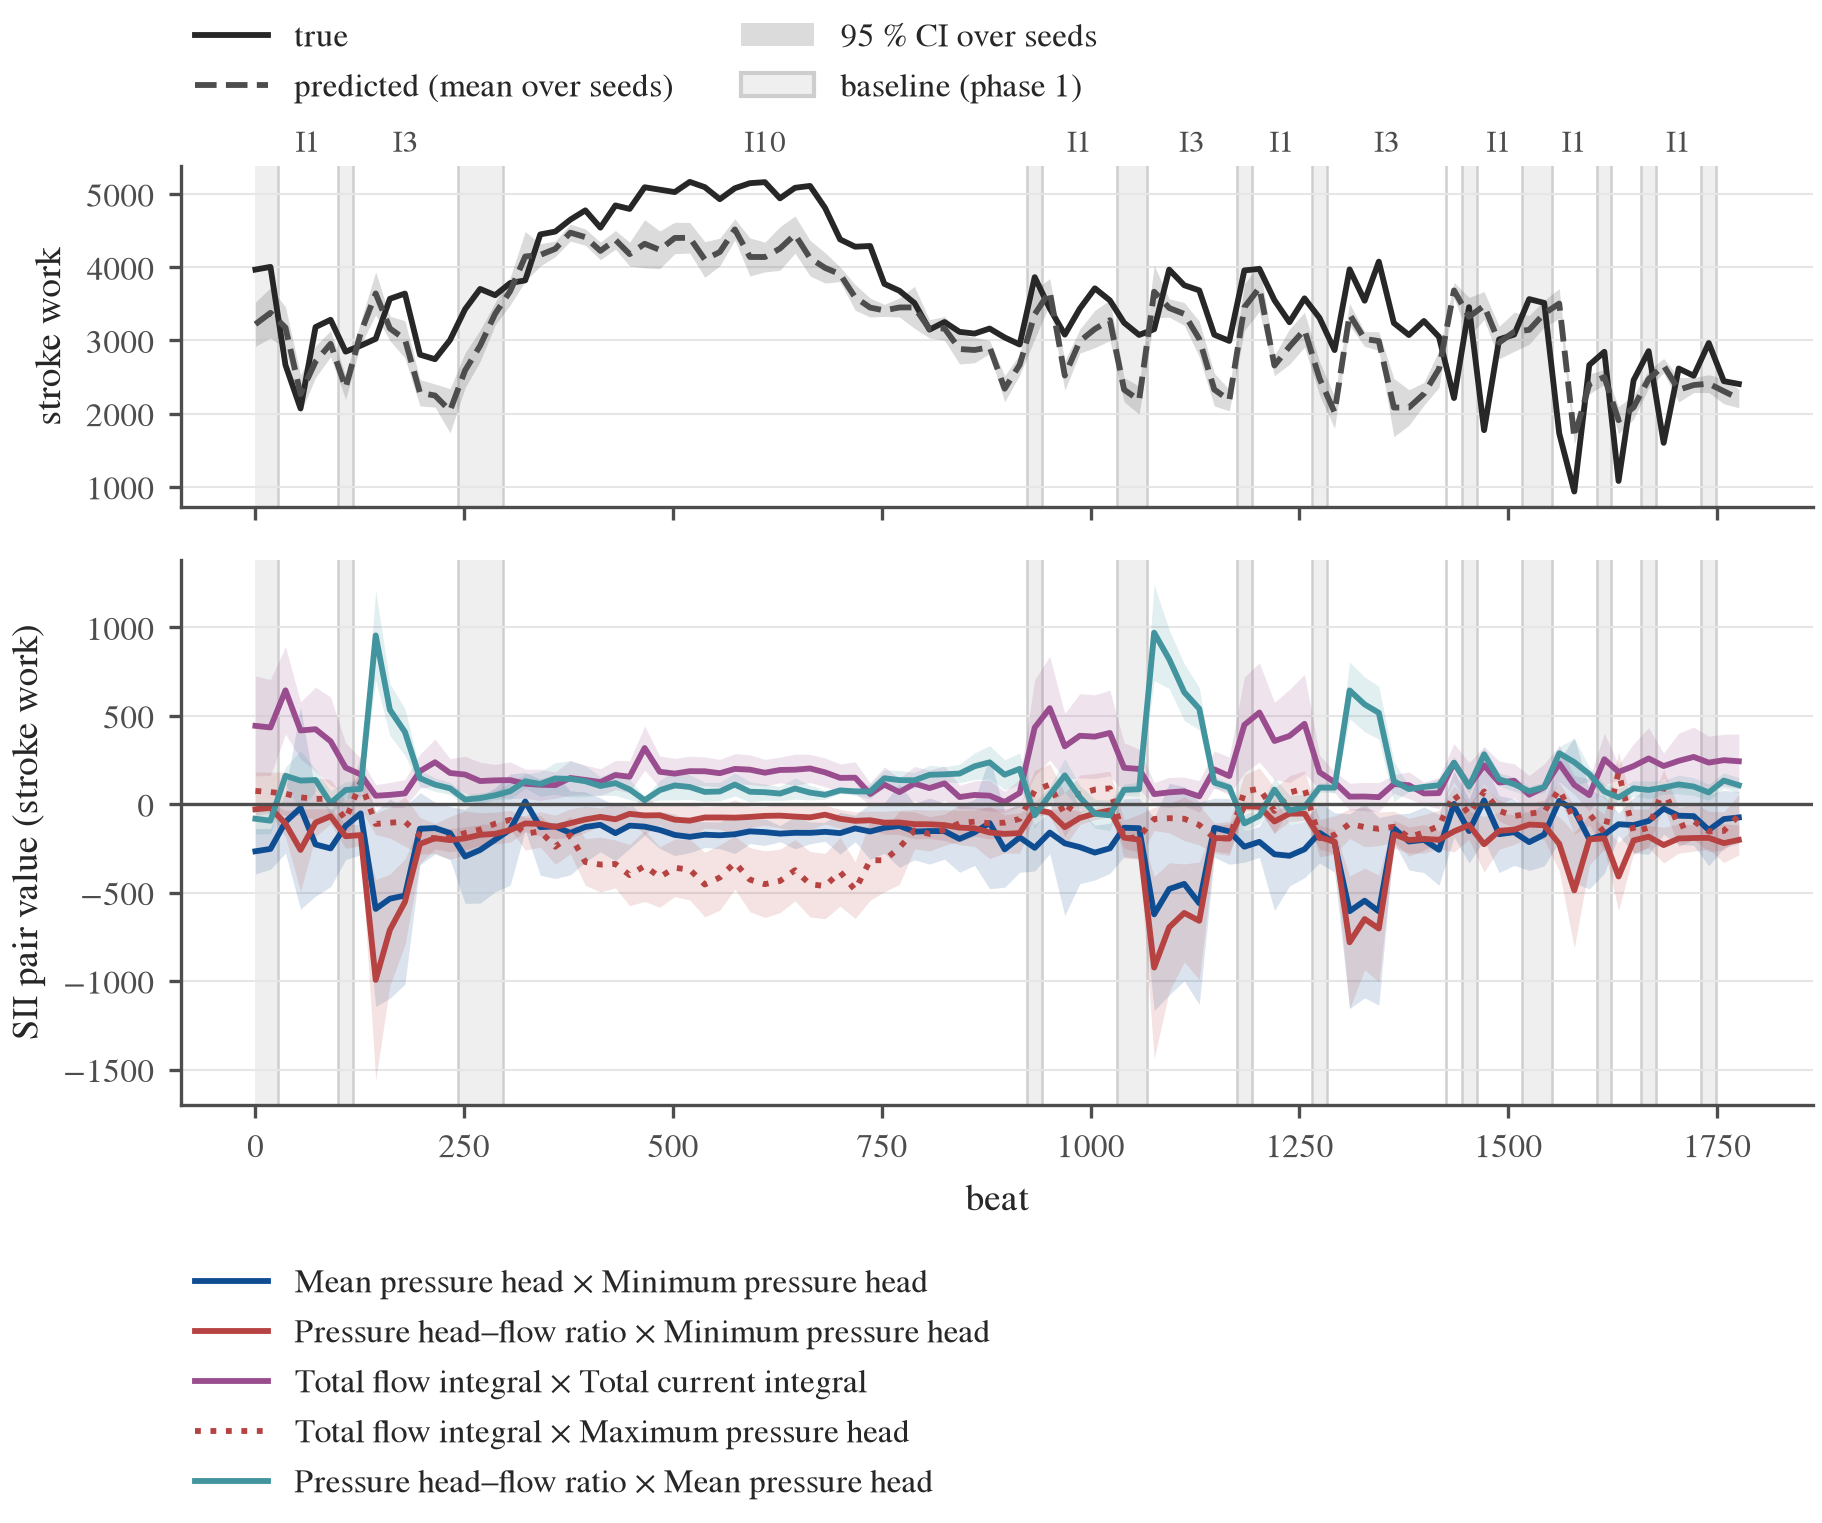 true
95 % CI over seeds
predicted (mean over seeds)
baseline (phase 1)
I1 I3 I10 I1 I3 I1 I3 I1 I1 I1
stroke work
5000
4000
3000
2000
1000
SII pair value (stroke work)
1000
500
0
−500
−1000
−1500
0 250 500 750 1000 1250 1500 1750
beat
Mean pressure head × Minimum pressure head
Pressure head–flow ratio × Minimum pressure head
Total flow integral × Total current integral
Total flow integral × Maximum pressure head
Pressure head–flow ratio × Mean pressure head